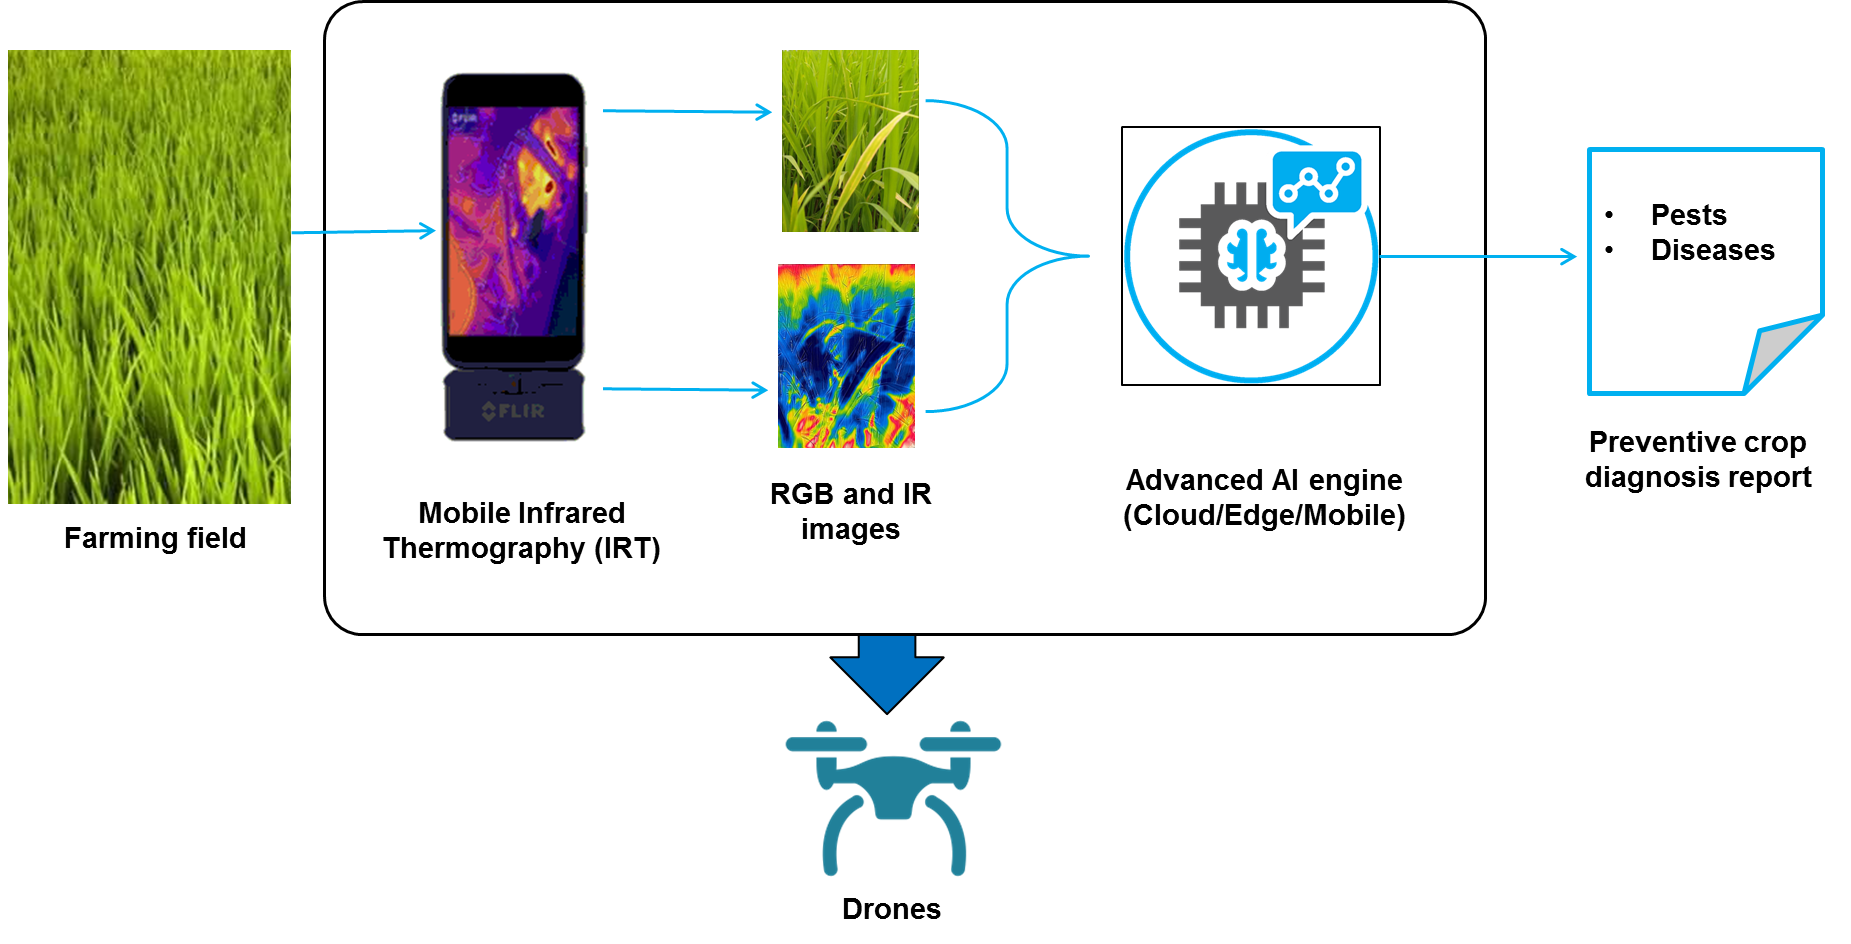 FLIR
FLIR
Farming field
Mobile Infrared
Thermography (IRT)
RGB and IR
images
Advanced AI engine
(Cloud/Edge/Mobile)
• Pests
• Diseases
Preventive crop
diagnosis report
Drones